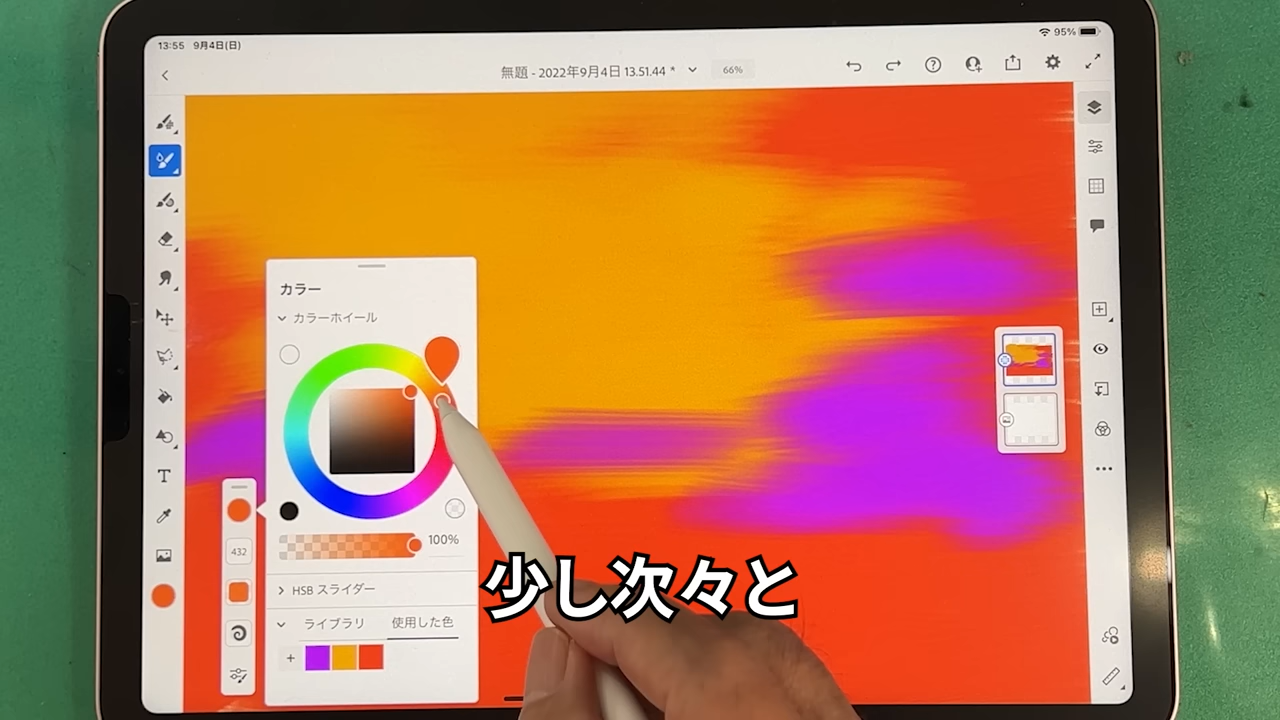 13:55 9月4日(日)
95%
無題 - 2022年9月4日 13.51.44 *
66%
カラー
カラーホイール
100%
432
HSB スライダー
ライブラリ 使用した色
T
少し次々と